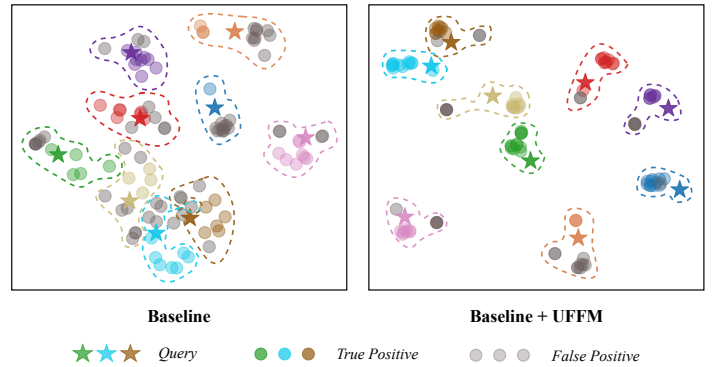 Baseline
Baseline + UFFM
Query
True Positive
False Positive